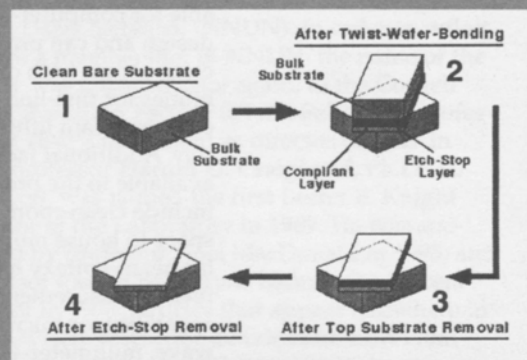 After Twist-Water-Bonding
Clean Bare Substrate
1
Bulk
Substrate
2
Bulk
Substrate
Compliant
Layer
Etch-Stop
Layer
4
After Etch-Stop Removal
3
After Top Substrate Removal